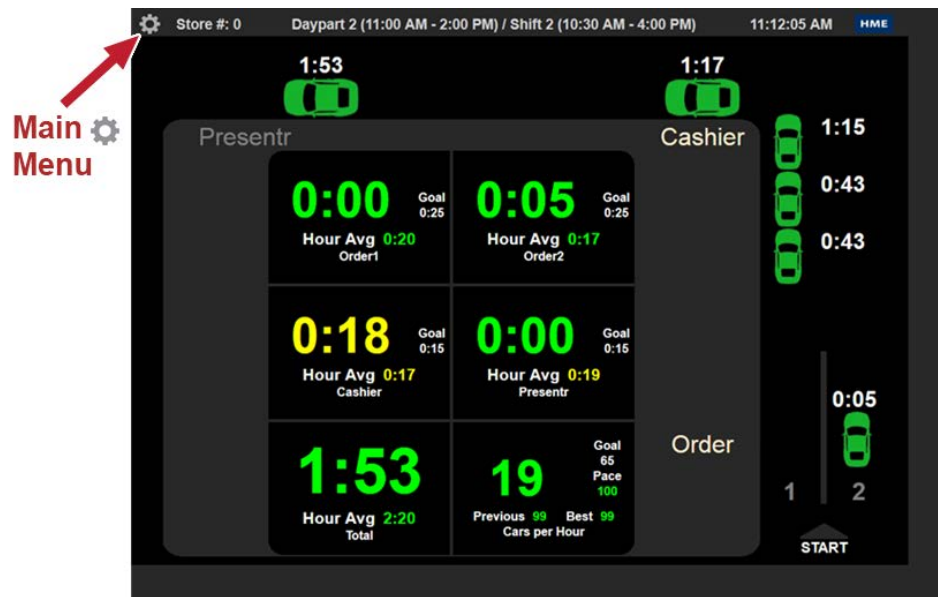 Store #: 0 Daypart 2 (11:00 AM - 2:00 PM) / Shift 2 (10:30 AM - 4:00 PM) 11:12:05 AM HME
Main
Menu
1:53 1:17
Presentr Cashier
1:15
0:43
0:43
0:00 Goal
0:25
Hour Avg 0:20
Order1
0:05 Goal
0:25
Hour Avg 0:17
Order2
0:18 Goal
0:15
Hour Avg 0:17
Cashier
0:00 Goal
0:15
Hour Avg 0:19
Presentr
1:53
Hour Avg 2:20
Total
19
Goal
65
Pace
100
Previous 99 Best 99
Cars per Hour
Order
0:05
1 2
START